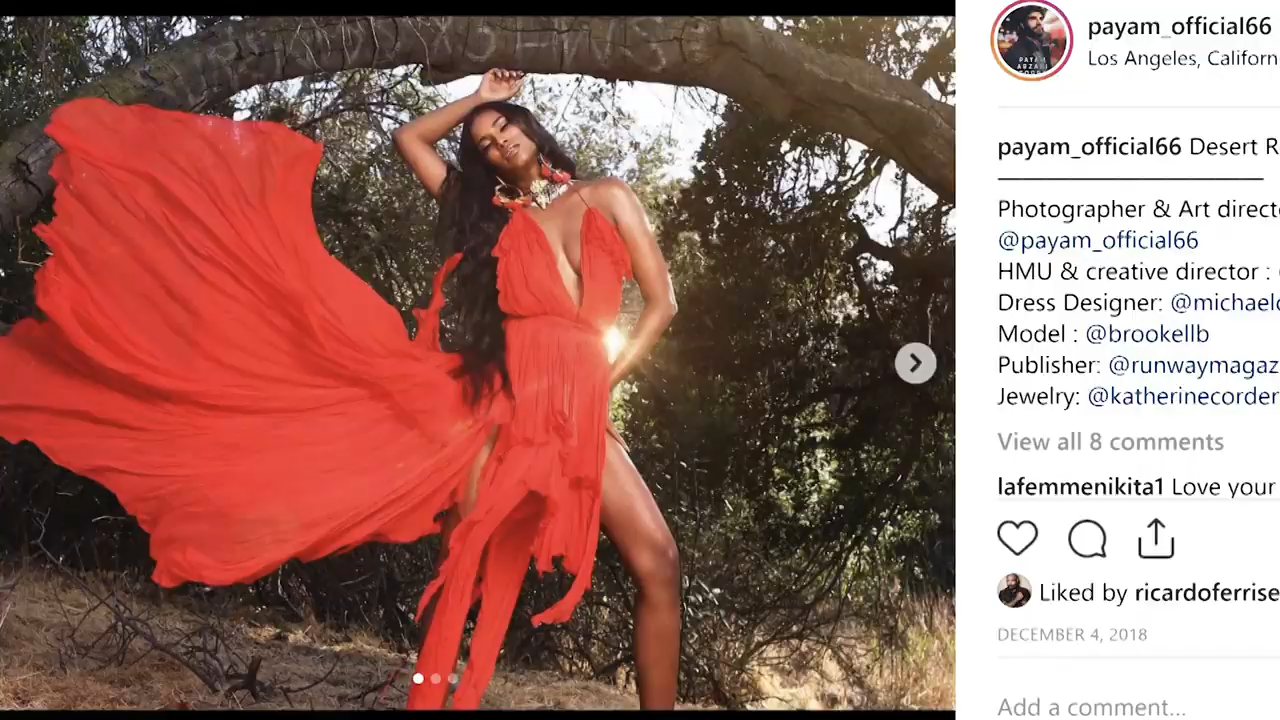 payam_official66
Los Angeles, Californ
payam_official66 Desert R
Photographer & Art direct
@payam_official66
HMU & creative director :
Dress Designer: @michael
Model : @brookellb
Publisher: @runwaymagaz
Jewelry: @katherinecorder
View all 8 comments
lafemmenikita1 Love your
Liked by ricardoferrise
DECEMBER 4, 2018
Add a comment...